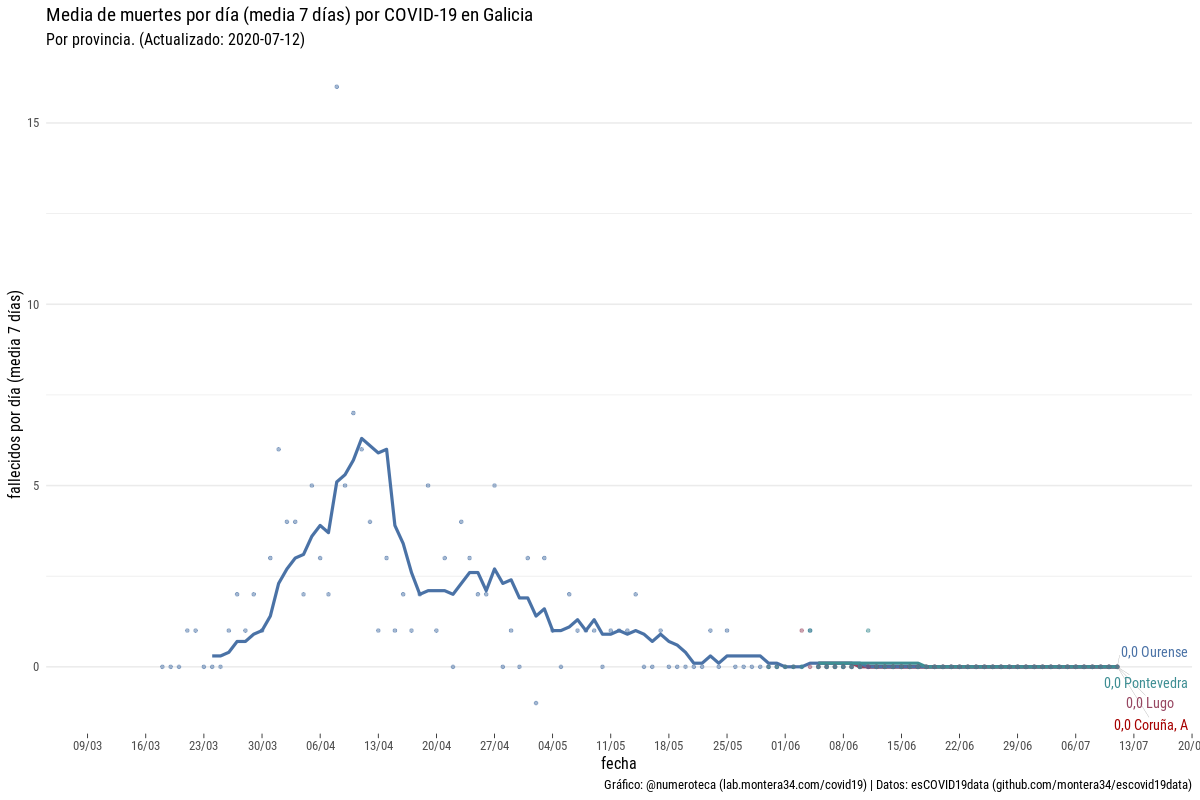 Media de muertes por día (media 7 días) por COVID-19 en Galicia
Por provincia. (Actualizado: 2020-07-12)
fallecidos por día (media 7 días)
15
10
5
0
0,0 Ourense
0,0 Pontevedra
0,0 Lugo
0,0 Coruña, A
09/03 16/03 23/03 30/03 06/04 13/04 20/04 27/04 04/05 11/05 18/05 25/05 01/06 08/06 15/06 22/06 29/06 06/07 13/07 20/0
fecha
Gráfico: @numeroteca (lab.montera34.com/covid19) | Datos: esCOVID19data (github.com/montera34/escovid19data)